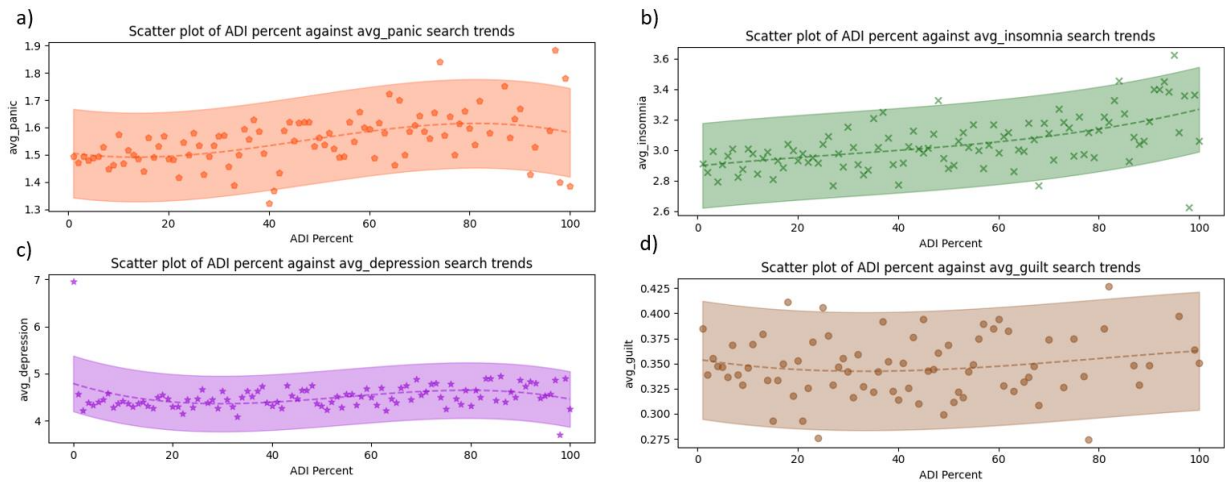 a)
Scatter plot of ADI percent against avg_panic search trends
1.9
1.8
1.7
1.6
1.5
1.4
1.3
avg_panic
0 20 40 60 80 100
ADI Percent
b)
Scatter plot of ADI percent against avg_insomnia search trends
3.6
3.4
3.2
3.0
2.8
2.6
avg_insomnia
0 20 40 60 80 100
ADI Percent
c)
Scatter plot of ADI percent against avg_depression search trends
7
6
5
4
avg_depression
0 20 40 60 80 100
ADI Percent
d)
Scatter plot of ADI percent against avg_guilt search trends
0.425
0.400
0.375
0.350
0.325
0.300
0.275
avg_guilt
0 20 40 60 80 100
ADI Percent